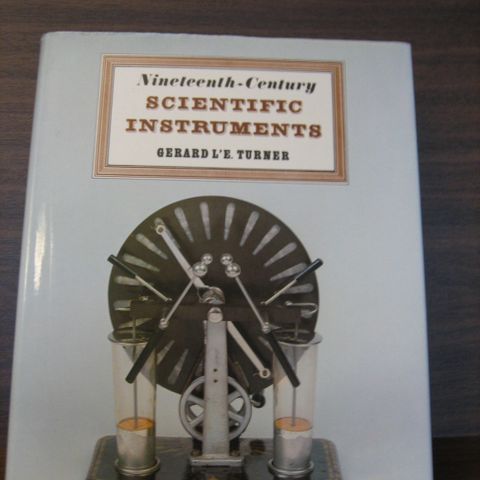 Nineteenth-Century
SCIENTIFIC
INSTRUMENTS
GERARD L'E. TURNER